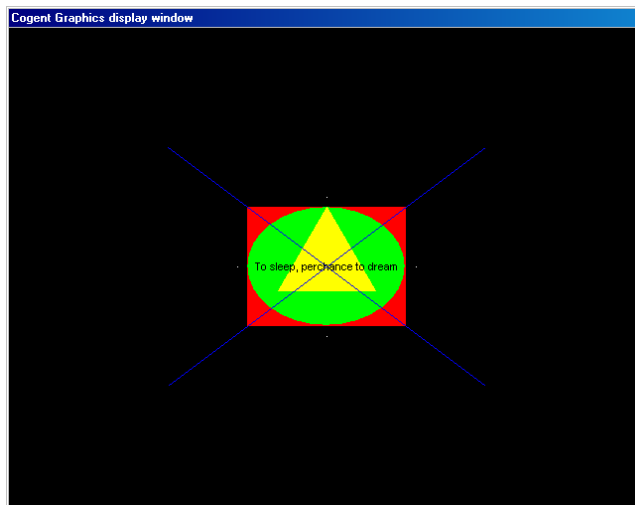 Cogent Graphics display window
To sleep, perchance to dream